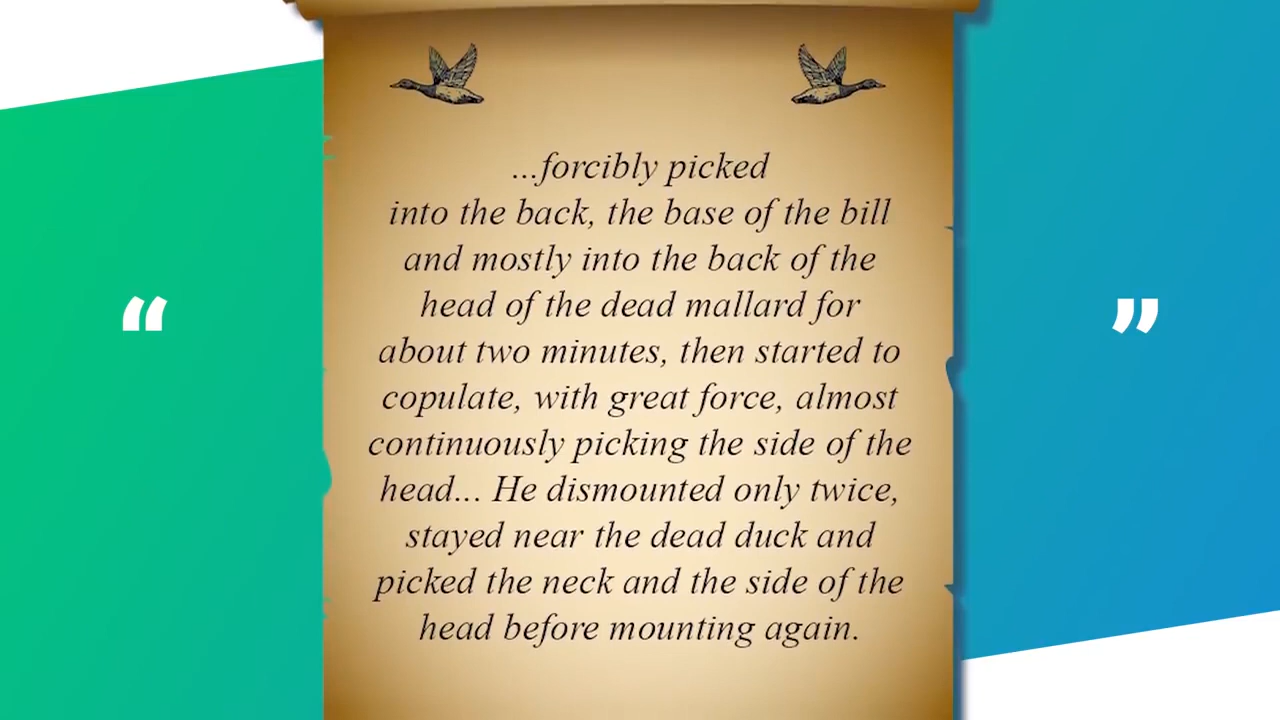 ...forcibly picked
into the back, the base of the bill
and mostly into the back of the
head of the dead mallard for
about two minutes, then started to
copulate, with great force, almost
continuously picking the side of the
head... He dismounted only twice,
stayed near the dead duck and
picked the neck and the side of the
head before mounting again.
“ ”